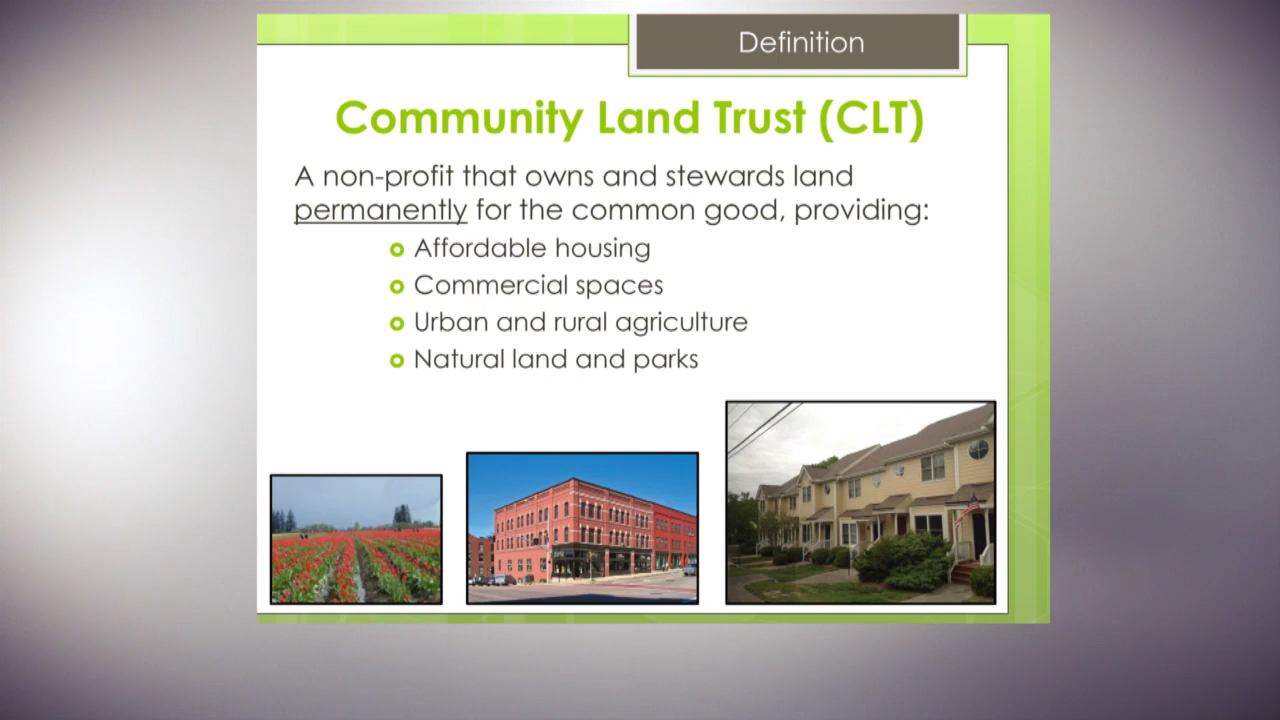 Definition
Community Land Trust (CLT)
A non-profit that owns and stewards land
permanently for the common good, providing:
Affordable housing
Commercial spaces
Urban and rural agriculture
Natural land and parks